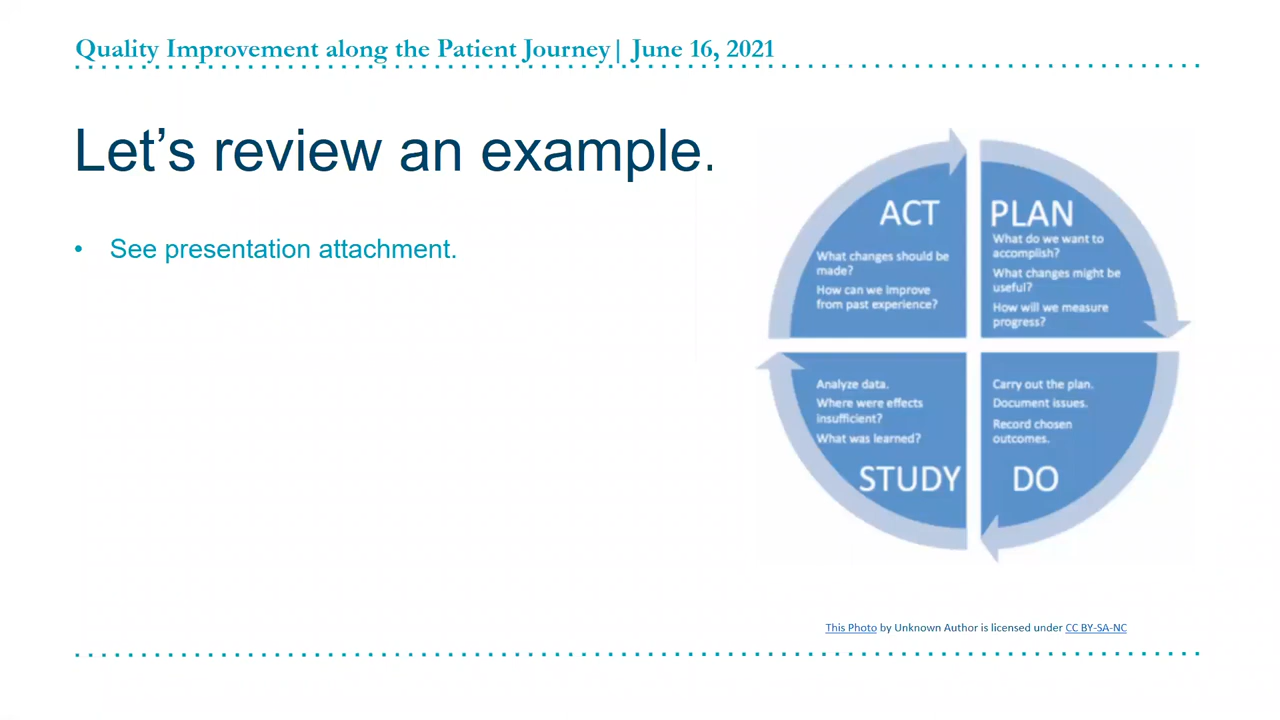 Quality Improvement along the Patient Journey| June 16, 2021
Let’s review an example.
• See presentation attachment.
ACT
What changes should be
made?
How can we improve
from past experience?
PLAN
What do we want to
accomplish?
What changes might be
useful?
How will we measure
progress?
Analyze data.
Where were effects
insufficient?
What was learned?
STUDY
Carry out the plan.
Document issues.
Record chosen
outcomes.
DO
This Photo by Unknown Author is licensed under CC BY-SA-NC